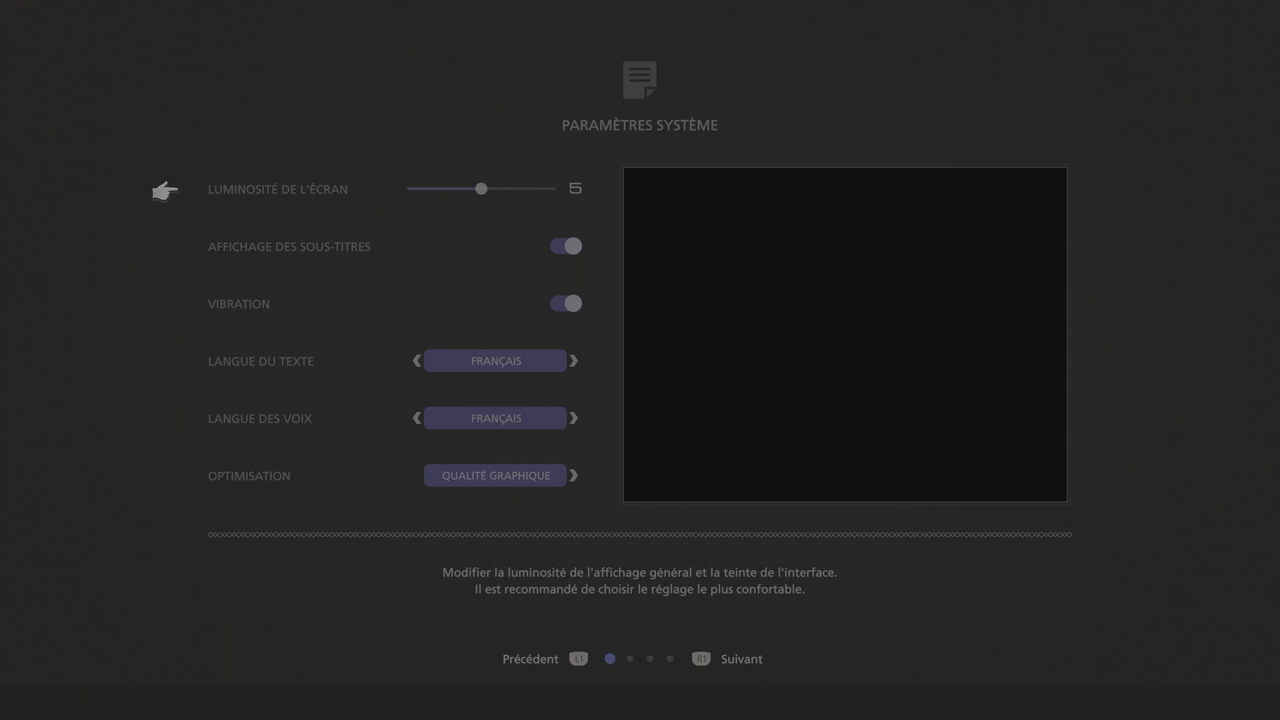 PARAMÈTRES SYSTÈME
LUMINOSITÉ DE L'ÉCRAN 5
AFFICHAGE DES SOUS-TITRES
VIBRATION
LANGUE DU TEXTE FRANÇAIS
LANGUE DES VOIX FRANÇAIS
OPTIMISATION QUALITÉ GRAPHIQUE
Modifier la luminosité de l'affichage général et la teinte de l'interface.
Il est recommandé de choisir le réglage le plus confortable.
Précédent L1 R1 Suivant